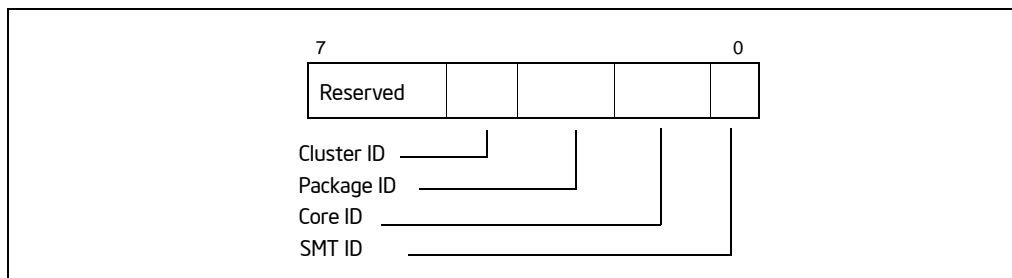 7 0
Reserved
Cluster ID
Package ID
Core ID
SMT ID